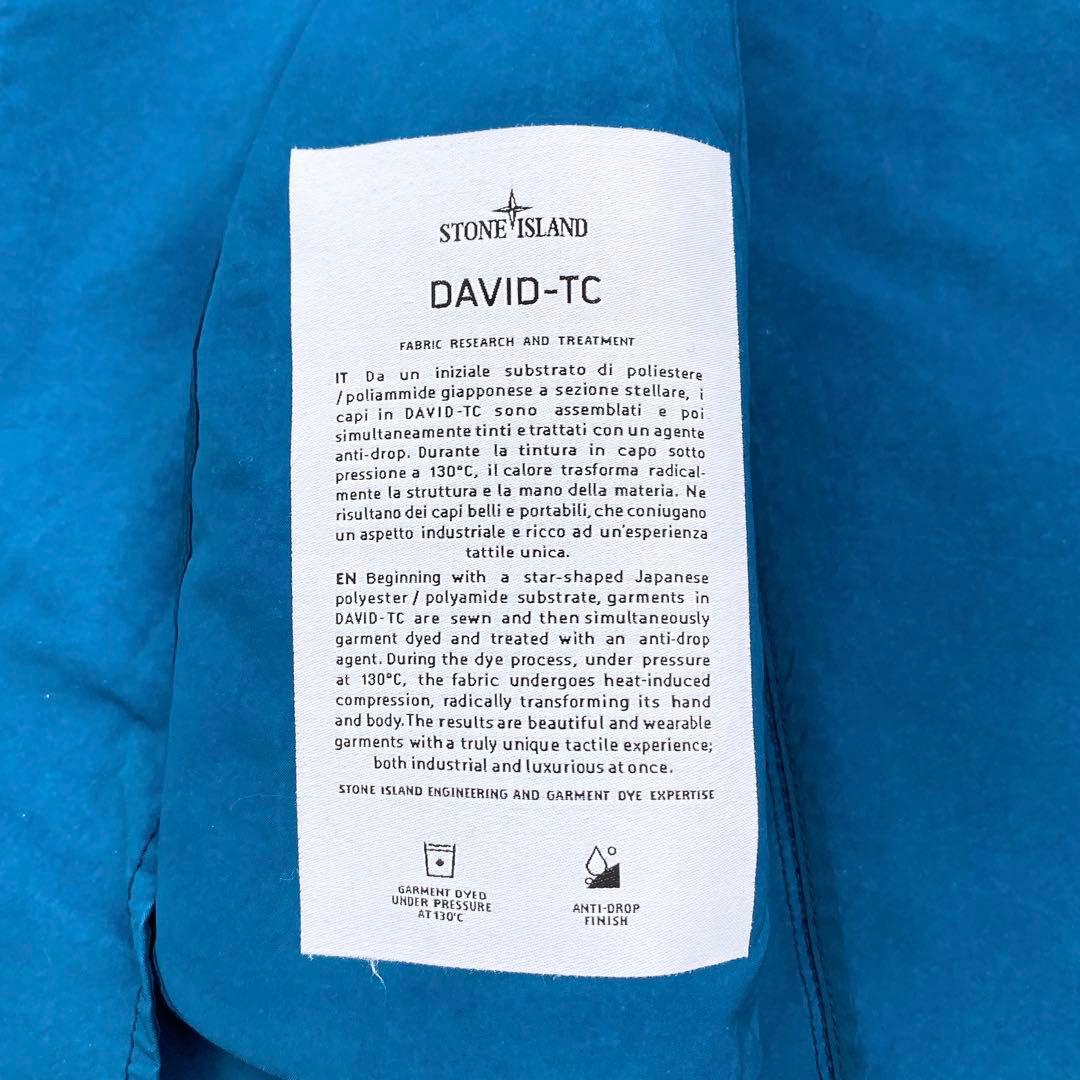 STONE ISLAND
DAVID-TC
FABRIC RESEARCH AND TREATMENT
IT Da un iniziale substrato di poliestere
/poliammide giapponese a sezione stellare, i
capi in DAVID-TC sono assemblati e poi
simultaneamente tinti e trattati con un agente
anti-drop. Durante la tintura in capo sotto
pressione a 130°C, il calore trasforma radical-
mente la struttura e la mano della materia. Ne
risultano dei capi belli e portabili, che coniugano
un aspetto industriale e ricco ad un'esperienza
tattile unica.
EN Beginning with a star-shaped Japanese
polyester / polyamide substrate, garments in
DAVID-TC are sewn and then simultaneously
garment dyed and treated with an anti-drop
agent. During the dye process, under pressure
at 130°C, the fabric undergoes heat-induced
compression, radically transforming its hand
and body. The results are beautiful and wearable
garments with a truly unique tactile experience;
both industrial and luxurious at once.
STONE ISLAND ENGINEERING AND GARMENT DYE EXPERTISE
GARMENT DYED
UNDER PRESSURE
AT 130°C
ANTI-DROP
FINISH